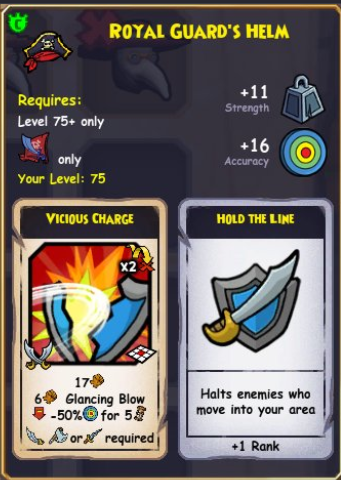 ROYAL GUARD'S HELM
+11
Strength
Requires:
Level 75+ only
only
Your Level: 75
+16
Accuracy
VICIOUS CHARGE
x2
17
6 Glancing Blow
-50% for 5
or required
HOLD THE LINE
Halts enemies who
move into your area
+1 Rank